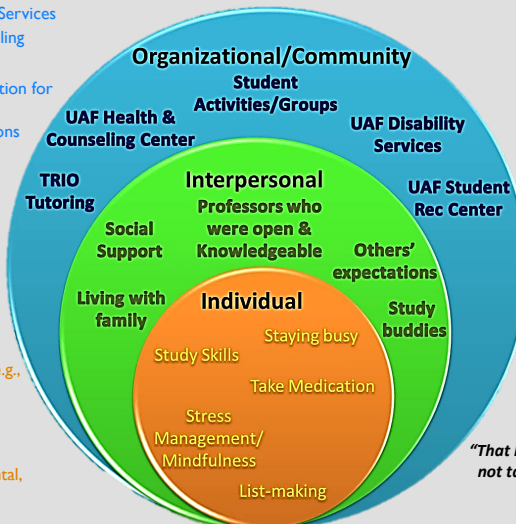 Services
ling
tion for
ons
Organizational/Community
Student
Activities/Groups
UAF Health &
Counseling Center
UAF Disability
Services
TRIO
Tutoring
UAF Student
Rec Center
Interpersonal
Professors who
were open &
Knowledgeable
Social
Support
Others’
expectations
Living with
family
Study
buddies
Individual
Staying busy
Study Skills
Take Medication
Stress
Management/
Mindfulness
List-making
e.g.,
ntal,
“That
not